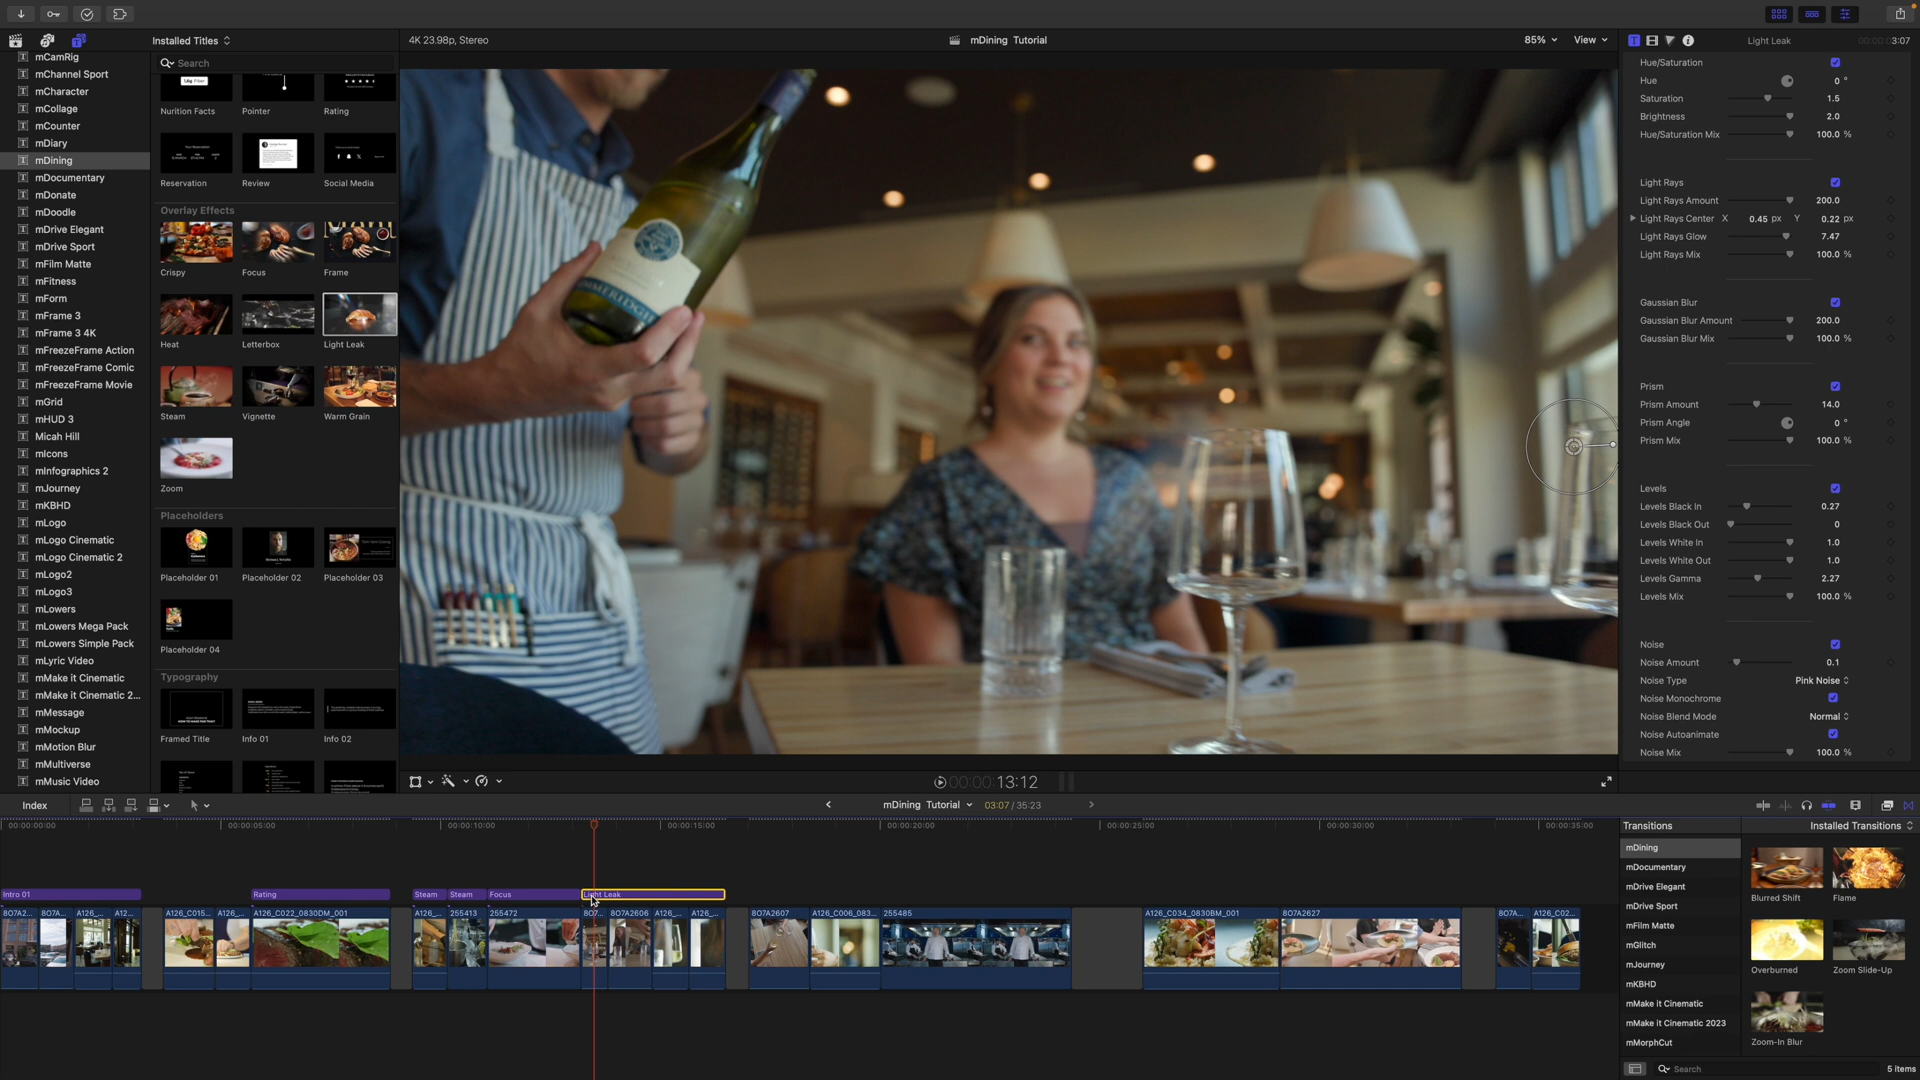 Installed Titles
4K 23.98p, Stereo
mDining Tutorial
85%
View
Light Leak
00:00:03:07
mCamRig
mChannel Sport
mCharacter
mCollage
mCounter
mDiary
mDining
mDocumentary
mDonate
mDoodle
mDrive Elegant
mDrive Sport
mFilm Matte
mFitness
mForm
mFrame 3
mFrame 3 4K
mFreezeFrame Action
mFreezeFrame Comic
mFreezeFrame Movie
mGrid
mHUD 3
Micah Hill
mIcons
mInfographics 2
mJourney
mKBHD
mLogo
mLogo Cinematic
mLogo Cinematic 2
mLogo2
mLogo3
mLowers
mLowers Mega Pack
mLowers Simple Pack
mLyric Video
mMake it Cinematic
mMake it Cinematic 2...
mMessage
mMockup
mMotion Blur
mMultiverse
mMusic Video
Search
Nurition Facts
Pointer
Rating
Reservation
Review
Social Media
Overlay Effects
Crispy
Focus
Frame
Heat
Letterbox
Light Leak
Steam
Vignette
Warm Grain
Zoom
Placeholders
Placeholder 01
Placeholder 02
Placeholder 03
Placeholder 04
Typography
Framed Title
Info 01
Info 02
Hue/Saturation
Hue 0 °
Saturation 1.5
Brightness 2.0
Hue/Saturation Mix 100.0 %
Light Rays
Light Rays Amount 200.0
Light Rays Center X 0.45 px Y 0.22 px
Light Rays Glow 7.47
Light Rays Mix 100.0 %
Gaussian Blur
Gaussian Blur Amount 200.0
Gaussian Blur Mix 100.0 %
Prism
Prism Amount 14.0
Prism Angle 0 °
Prism Mix 100.0 %
Levels
Levels Black In 0.27
Levels Black Out 0
Levels White In 1.0
Levels White Out 1.0
Levels Gamma 2.27
Levels Mix 100.0 %
Noise
Noise Amount 0.1
Noise Type Pink Noise
Noise Monochrome
Noise Blend Mode Normal
Noise Autoanimate
Noise Mix 100.0 %
00:00:13:12
Index
mDining Tutorial 03:07 / 35:23
00:00:00:00 00:00:05:00 00:00:10:00 00:00:15:00 00:00:20:00 00:00:25:00 00:00:30:00 00:00:35:00
Intro 01 Rating Steam Steam Focus Light Leak
8O7A2... 8O7A... A126_... A12... A126_C015... A126_... A126_C022_0830DM_001 A126_... 255413 255472 8O7... 8O7A2606 A126_... A126_... 8O7A2607 A126_C006_083... 255485 A126_C034_0830BM_001 8O7A2627 8O7A... A126_C02...
Transitions
Installed Transitions
mDining
mDocumentary
mDrive Elegant
mDrive Sport
mFilm Matte
mGlitch
mJourney
mKBHD
mMake it Cinematic
mMake it Cinematic 2023
mMorphCut
Blurred Shift
Flame
Overburned
Zoom Slide-Up
Zoom-In Blur
Search
5 items